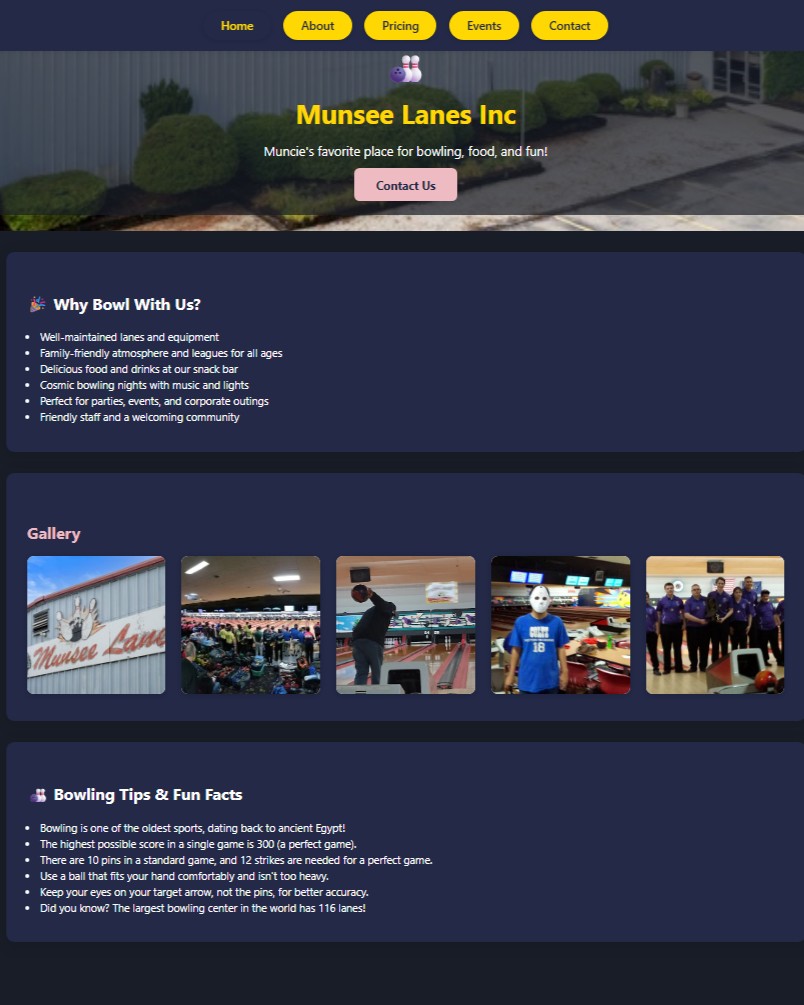 Home About Pricing Events Contact
Munsee Lanes Inc
Muncie's favorite place for bowling, food, and fun!
Contact Us
Why Bowl With Us?
Well-maintained lanes and equipment
Family-friendly atmosphere and leagues for all ages
Delicious food and drinks at our snack bar
Cosmic bowling nights with music and lights
Perfect for parties, events, and corporate outings
Friendly staff and a welcoming community
Gallery
Munsee Lane
18
Bowling Tips & Fun Facts
Bowling is one of the oldest sports, dating back to ancient Egypt!
The highest possible score in a single game is 300 (a perfect game).
There are 10 pins in a standard game, and 12 strikes are needed for a perfect game.
Use a ball that fits your hand comfortably and isn't too heavy.
Keep your eyes on your target arrow, not the pins, for better accuracy.
Did you know? The largest bowling center in the world has 116 lanes!